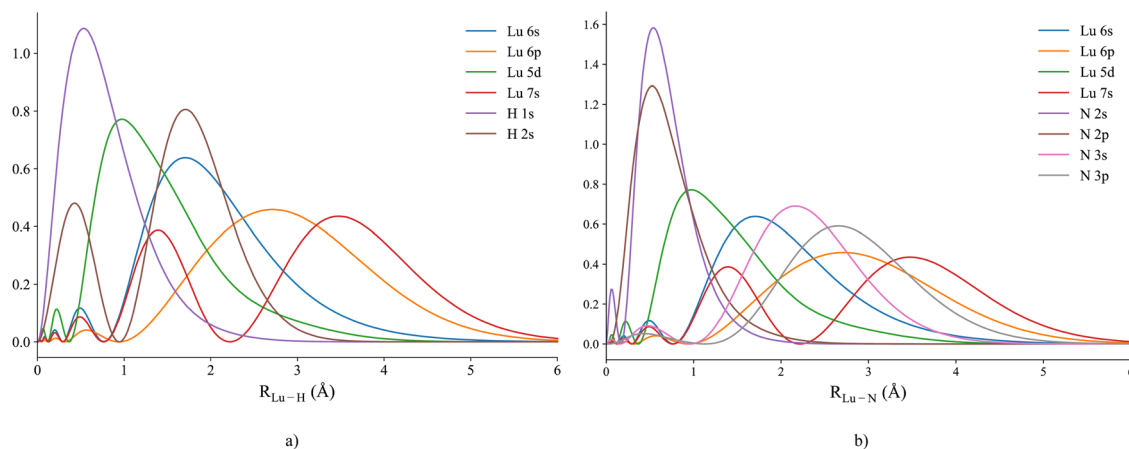 1.0
0.8
0.6
0.4
0.2
0.0
0 1 2 3 4 5 6
R Lu – H (Å)
Lu 6s
Lu 6p
Lu 5d
Lu 7s
H 1s
H 2s
a)
1.6
1.4
1.2
1.0
0.8
0.6
0.4
0.2
0.0
0 1 2 3 4 5 6
R Lu – N (Å)
Lu 6s
Lu 6p
Lu 5d
Lu 7s
N 2s
N 2p
N 3s
N 3p
b)